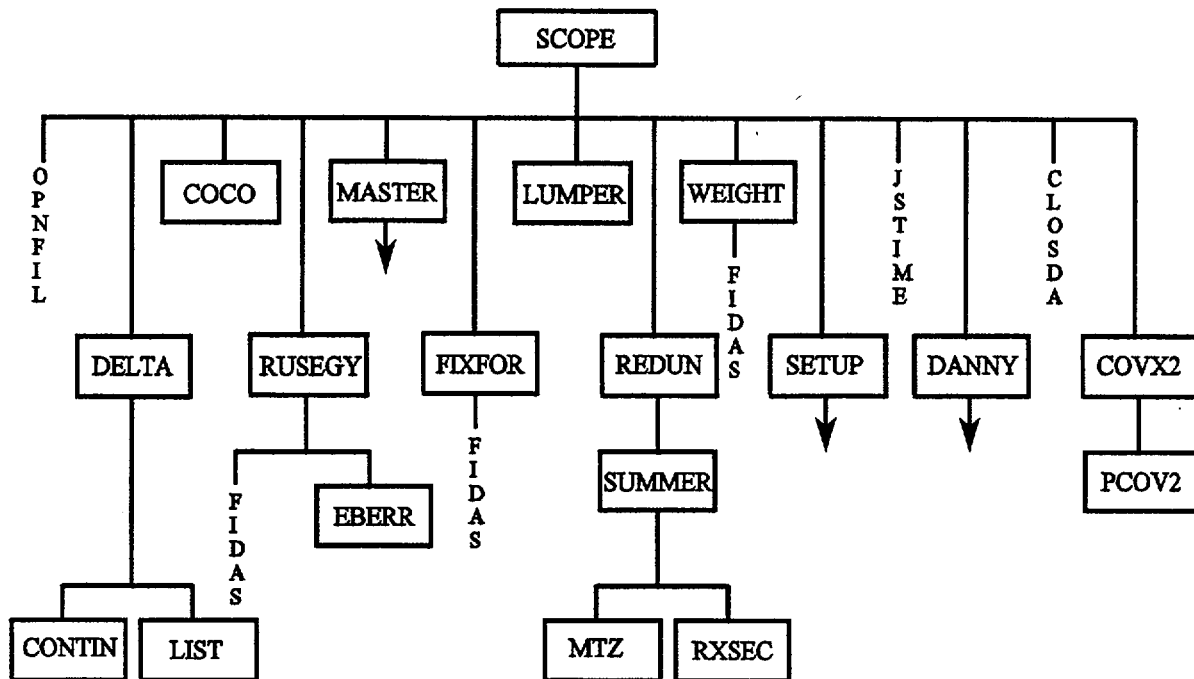 SCOPE
OPNFIL
COCO
MASTER
LUMPER
WEIGHT
JSTIME
CLOSDA
FIDAS
DELTA
RUSEGY
FIXFOR
REDUN
SETUP
DANNY
COVX2
FIDAS
FIDAS
EBERR
SUMMER
PCOV2
CONTIN
LIST
MTZ
RXSEC